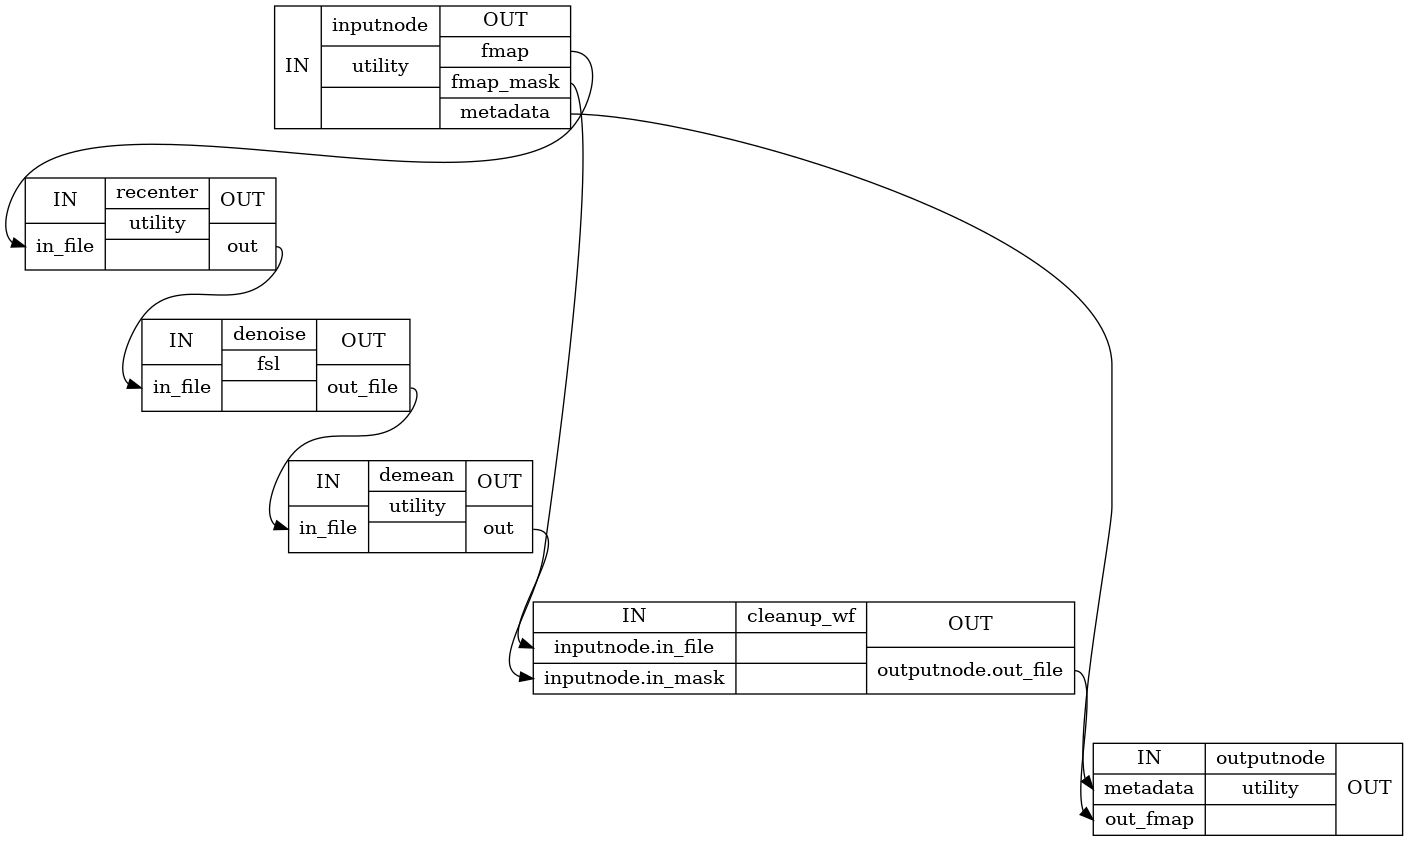 IN
inputnode
utility
OUT
fmap
fmap_mask
metadata
IN
in_file
recenter
utility
OUT
out
IN
in_file
denoise
fsl
OUT
out_file
IN
in_file
demean
utility
OUT
out
IN
inputnode.in_file
inputnode.in_mask
cleanup_wf
OUT
outputnode.out_file
IN
metadata
out_fmap
outputnode
utility
OUT